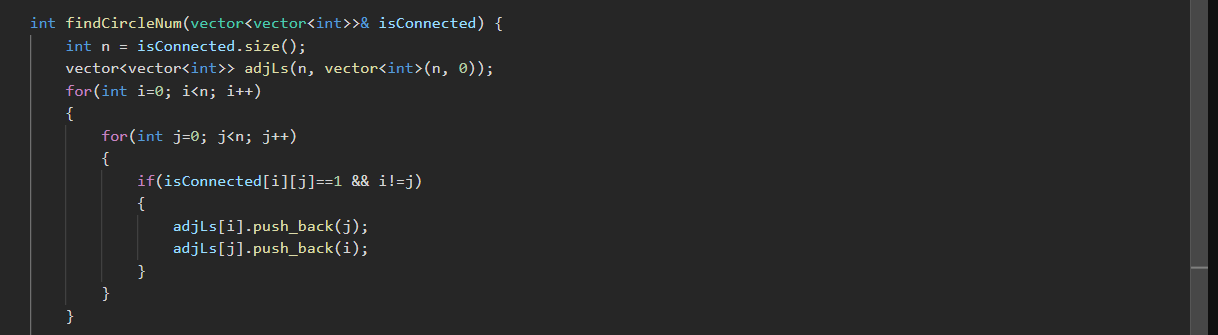 int findCircleNum(vector<vector<int>>& isConnected) {
int n = isConnected.size();
vector<vector<int>> adjLs(n, vector<int>(n, 0));
for(int i=0; i<n; i++)
{
for(int j=0; j<n; j++)
{
if(isConnected[i][j]==1 && i!=j)
{
adjLs[i].push_back(j);
adjLs[j].push_back(i);
}
}
}